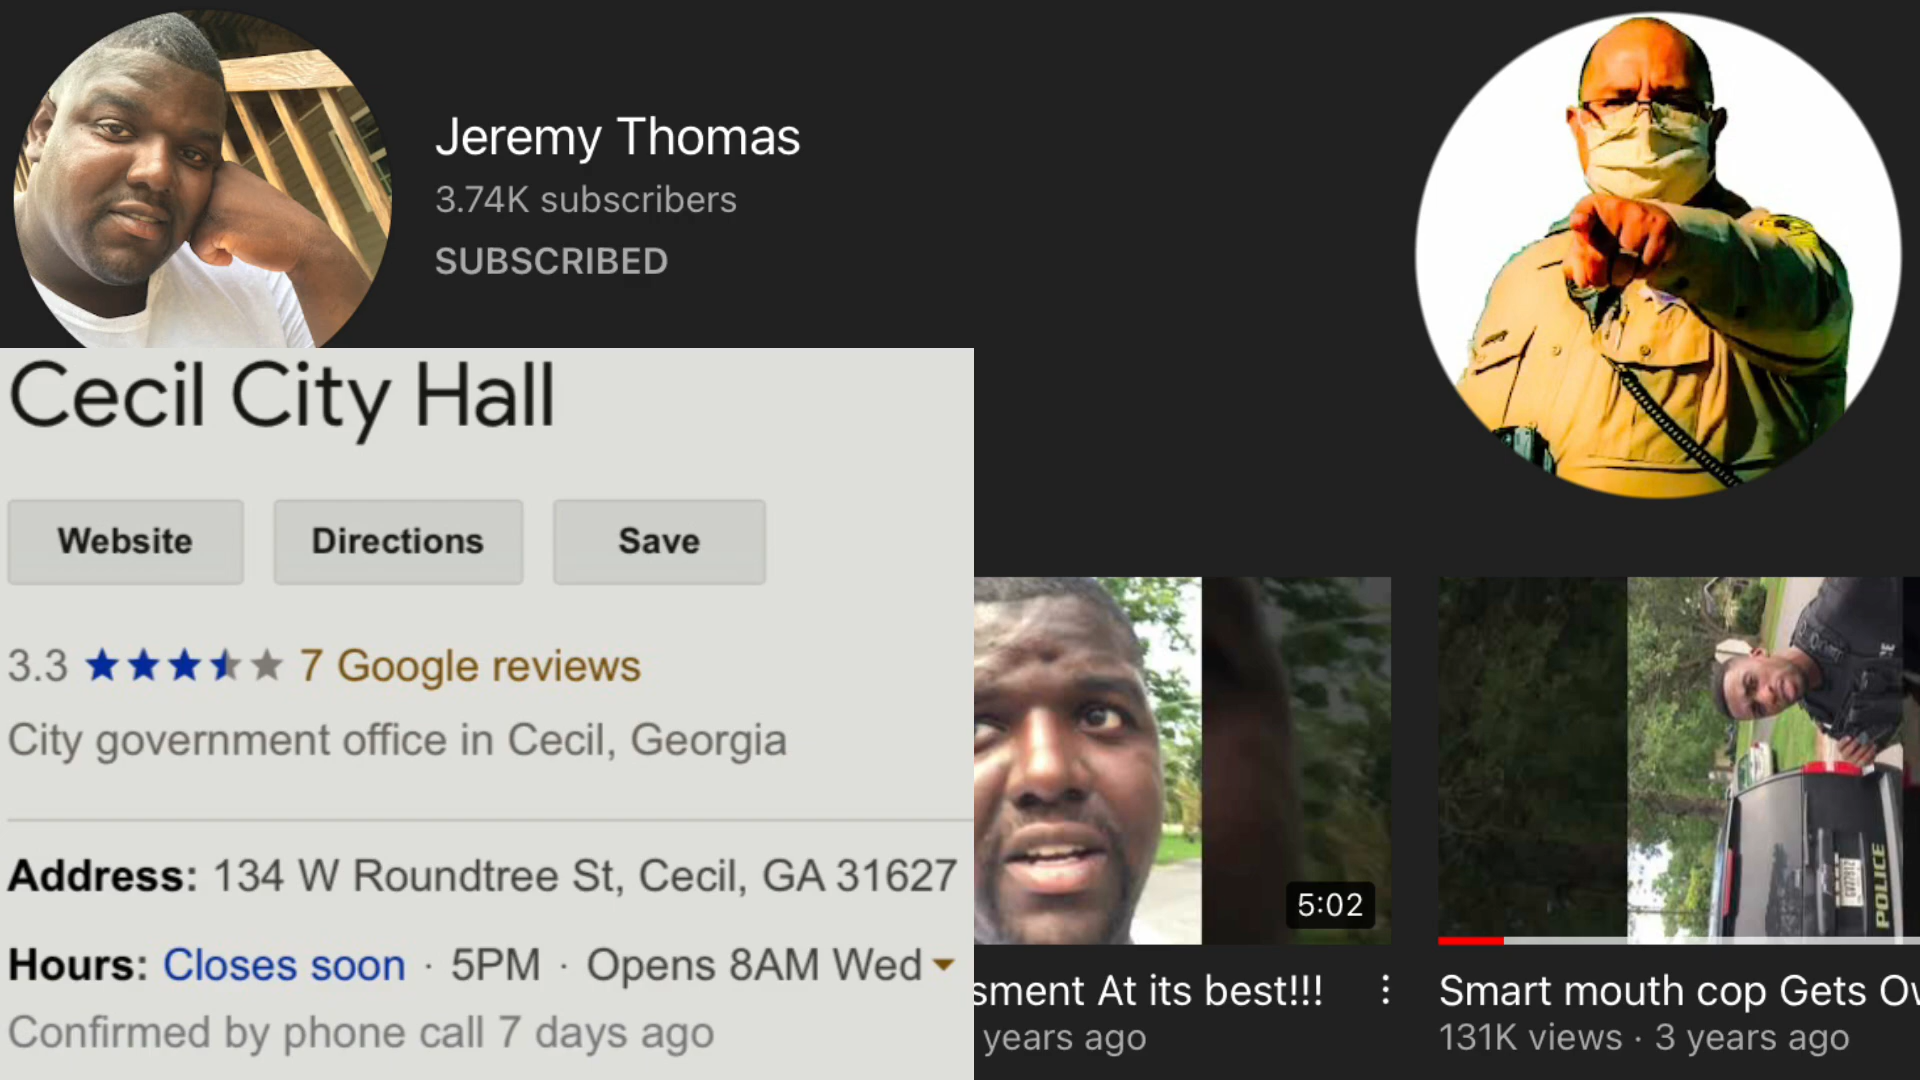 Jeremy Thomas
3.74K subscribers
SUBSCRIBED
Cecil City Hall
Website
Directions
Save
3.3 7 Google reviews
City government office in Cecil, Georgia
Address: 134 W Roundtree St, Cecil, GA 31627
Hours: Closes soon · 5PM · Opens 8AM Wed
Confirmed by phone call 7 days ago
5:02
sment At its best!!!
years ago
POLICE
Smart mouth cop Gets Ow
131K views · 3 years ago